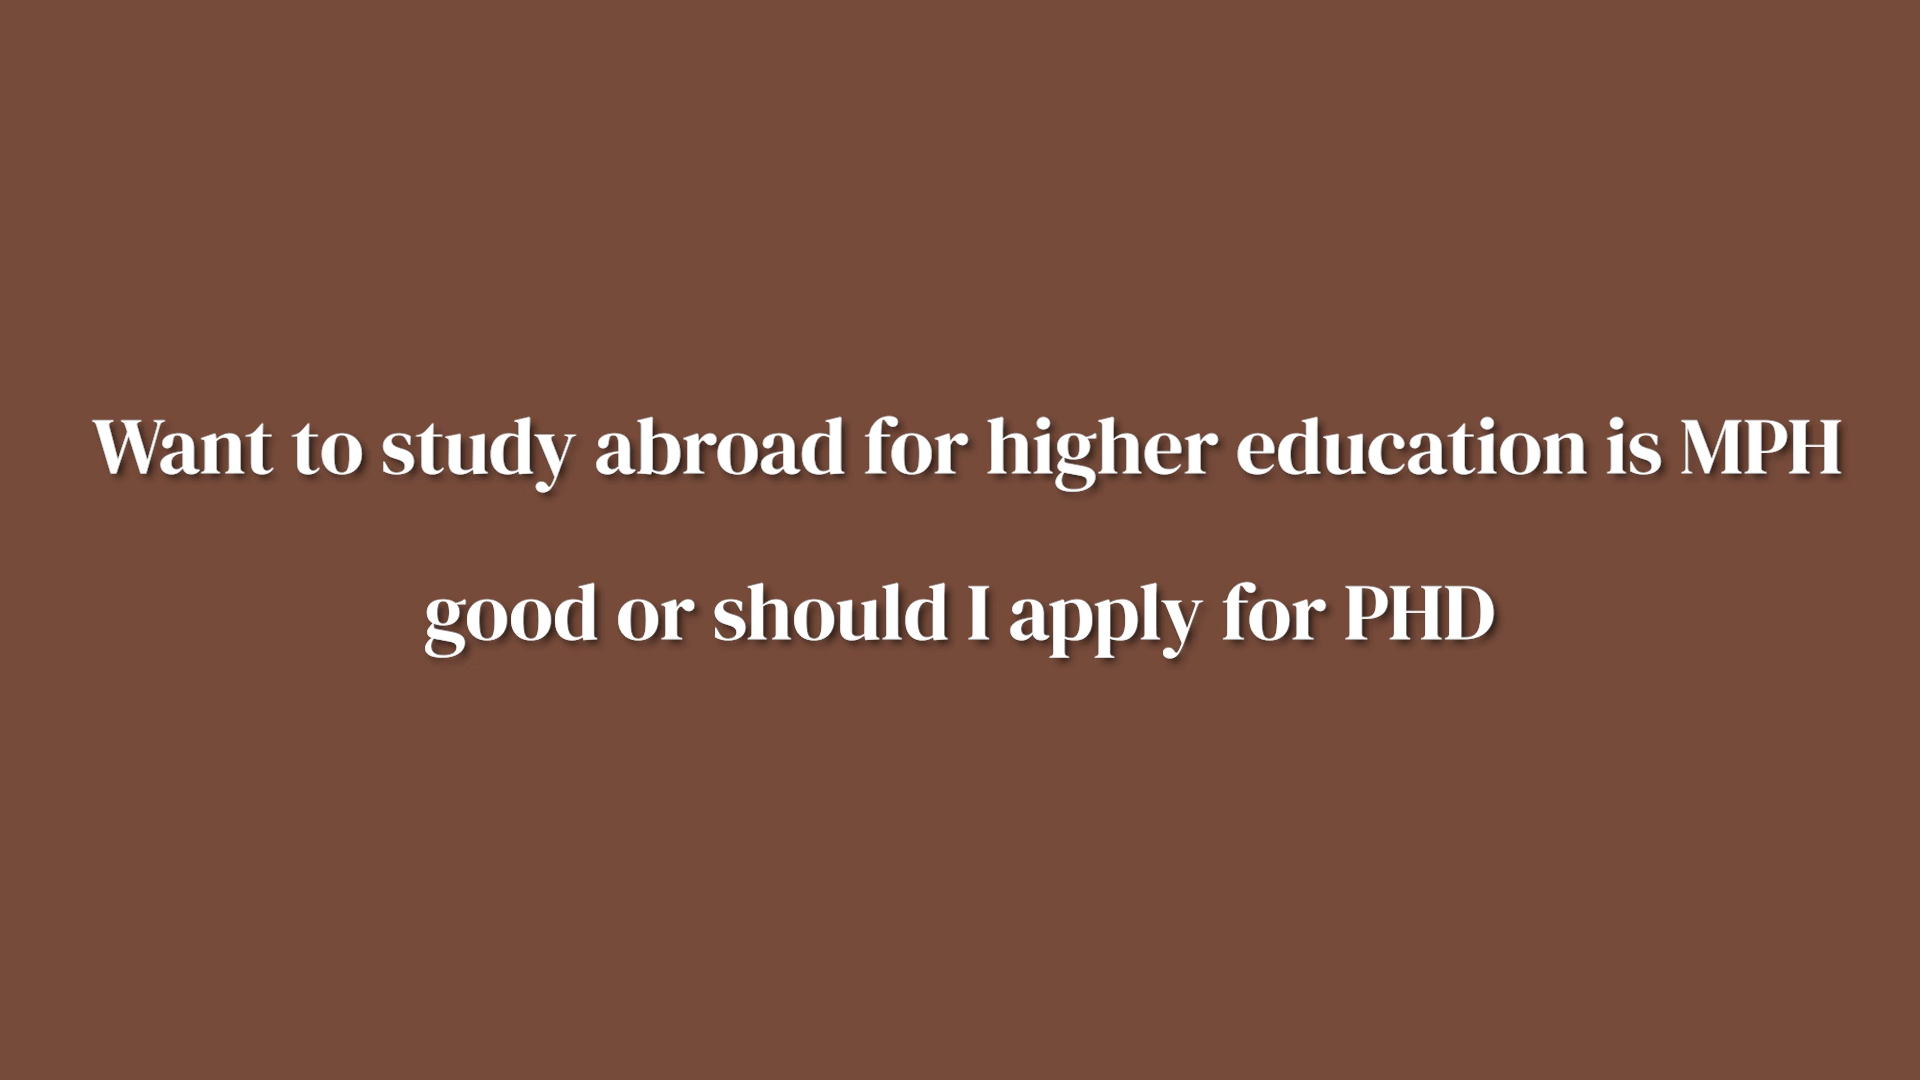 Want to study abroad for higher education is MPH
good or should I apply for PHD